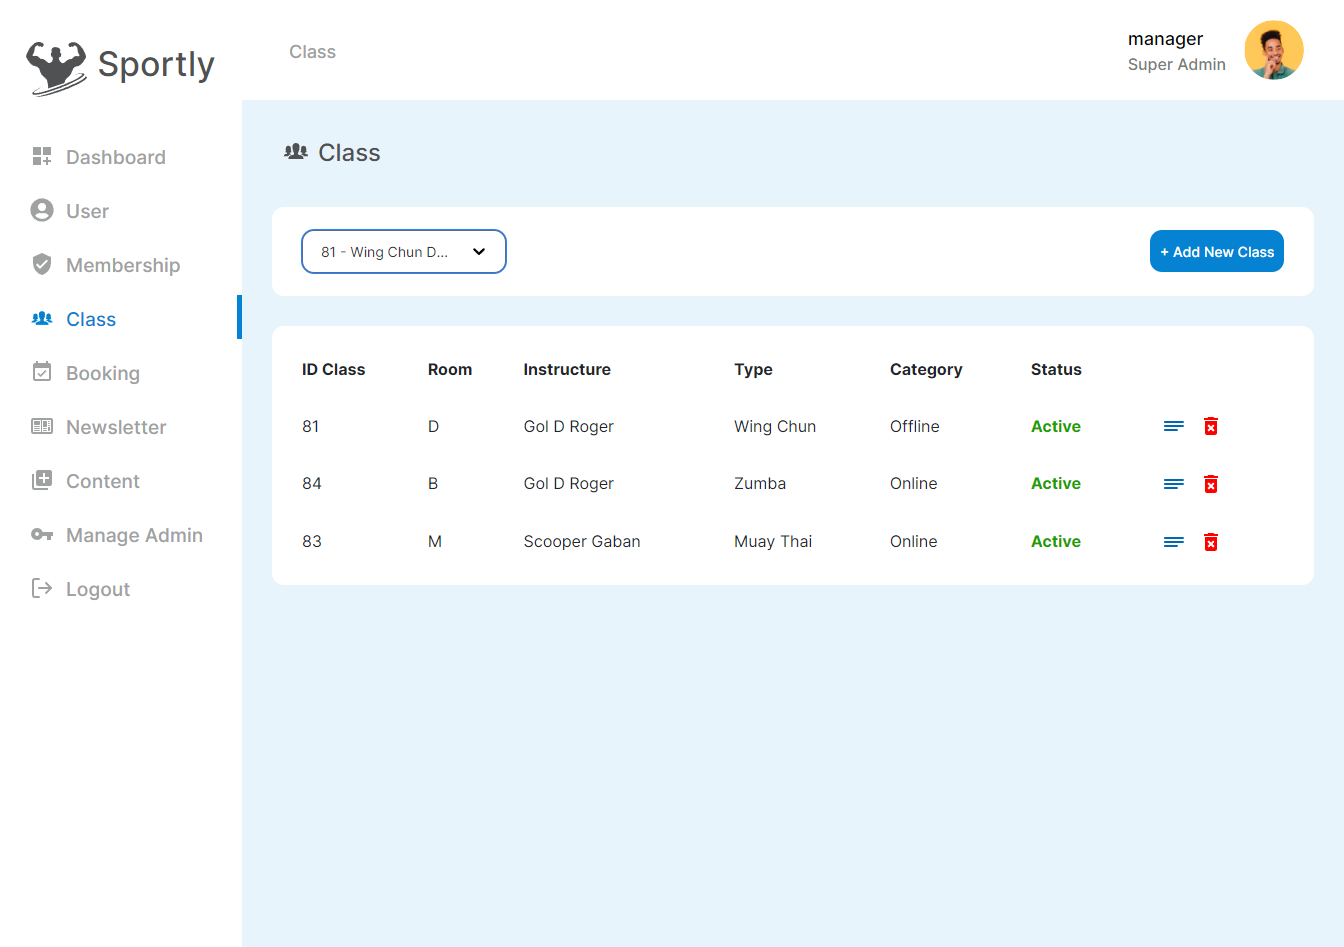 Sportly
Class
manager
Super Admin
Dashboard
User
Membership
Class
Booking
Newsletter
Content
Manage Admin
Logout
Class
81 - Wing Chun D...
+ Add New Class
ID Class Room Instructure Type Category Status
81 D Gol D Roger Wing Chun Offline Active
84 B Gol D Roger Zumba Online Active
83 M Scooper Gaban Muay Thai Online Active